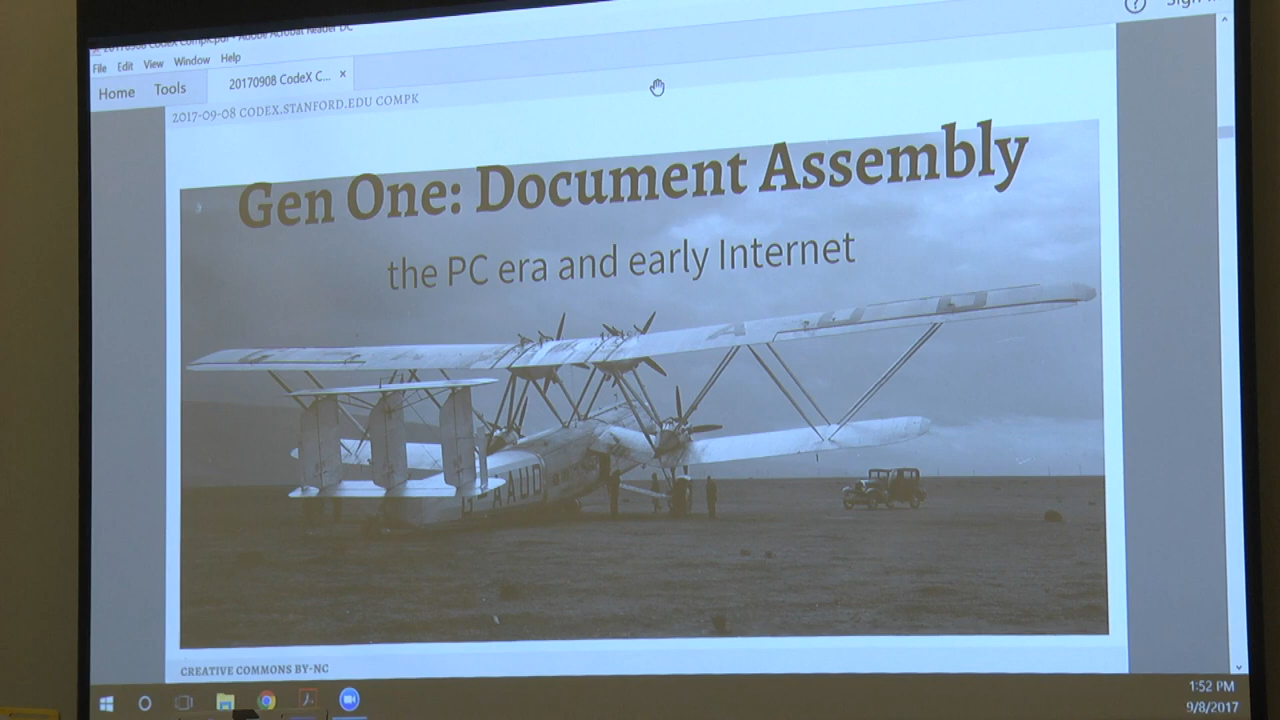 20170908 CodeX Compk.pdf - Adobe Acrobat Reader DC
File Edit View Window Help
Home Tools 20170908 CodeX C... ×
2017-09-08 CODEX.STANFORD.EDU COMPK
Gen One: Document Assembly
the PC era and early Internet
G-AAUD
CREATIVE COMMONS BY-NC
1:52 PM
9/8/2017